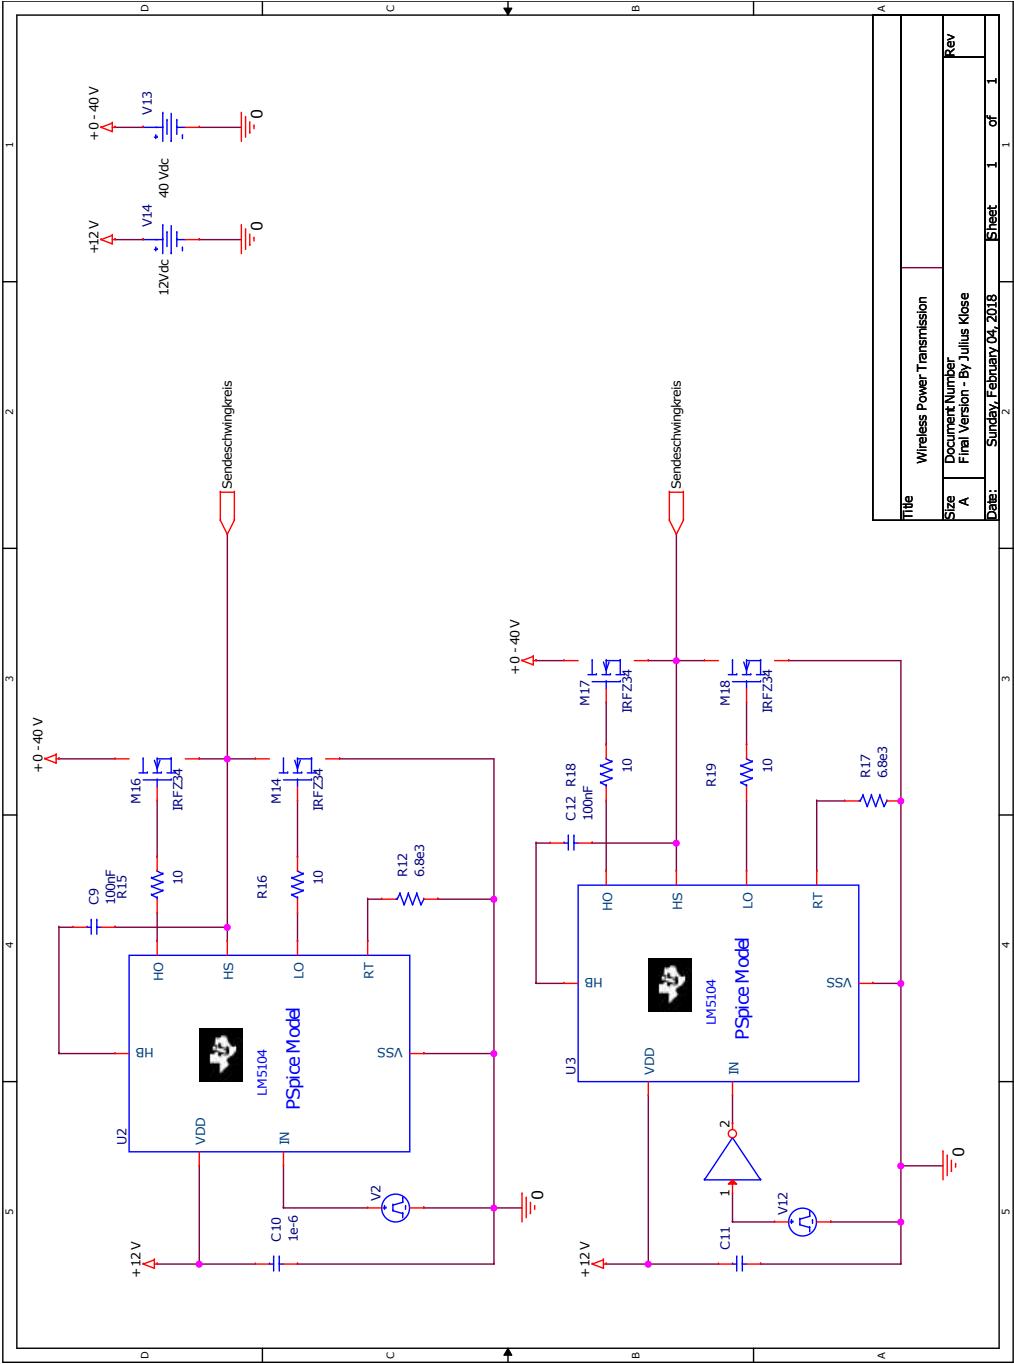 5
4
3
2
1
D
C
B
A
+12 V
C10
1e-6
V2
0
U2
VDD
IN
HB
VSS
LM5104
PSpice Model
HO
HS
LO
RT
C9
100nF
R15
10
R16
10
R12
6.8e3
+0 - 40 V
M16
IRFZ34
M14
IRFZ34
Sendeschwingkreis
+12 V
V14
12Vdc
0
+0 - 40 V
V13
40 Vdc
0
+12 V
C11
V12
1
2
0
U3
VDD
IN
HB
VSS
LM5104
PSpice Model
HO
HS
LO
RT
C12
100nF
R18
10
R19
10
R17
6.8e3
+0 - 40 V
M17
IRFZ34
M18
IRFZ34
Sendeschwingkreis
Title
Wireless Power Transmission
Size
A
Document Number
Final Version - By Julius Klose
Rev
Date: Sunday, February 04, 2018 Sheet 1 of 1
5
4
3
2
1
D
C
B
A